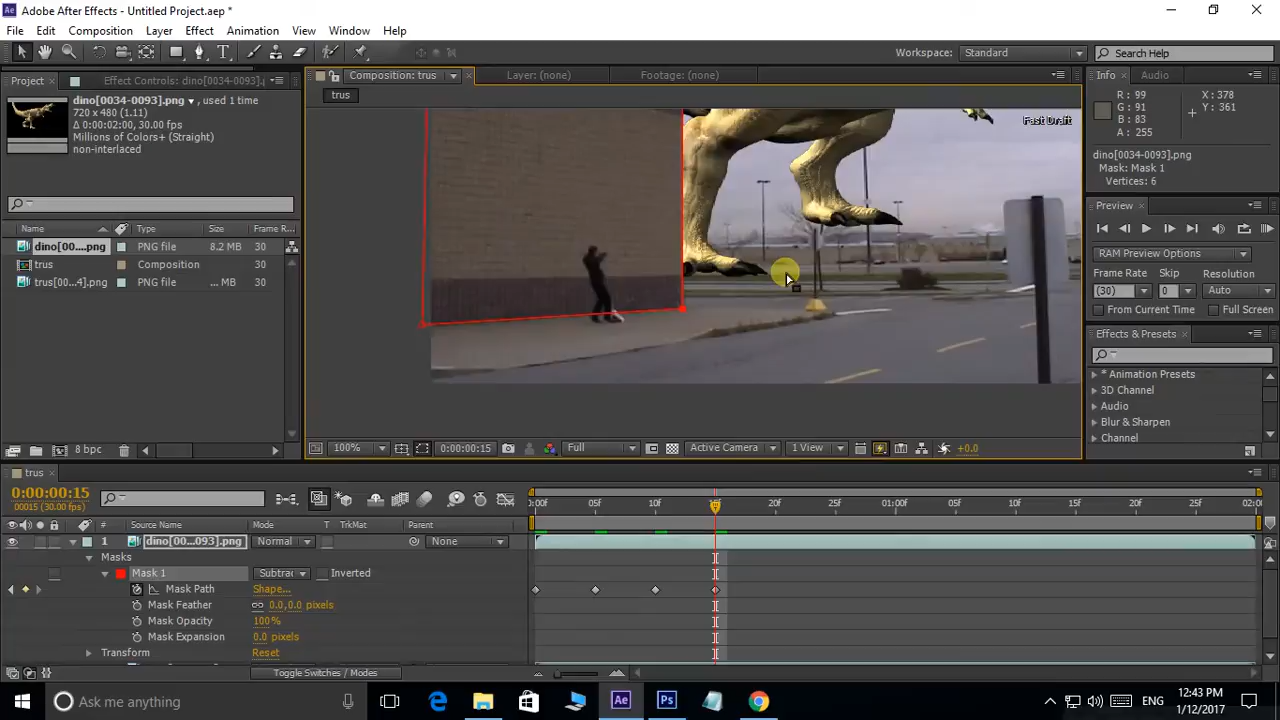 Adobe After Effects - Untitled Project.aep *
File Edit Composition Layer Effect Animation View Window Help
Workspace: Standard Search Help
Project Effect Controls: dino[0034-0093].
Composition: trus Layer: (none) Footage: (none)
Info Audio
trus
dino[0034-0093].png , used 1 time
720 x 480 (1.11)
Δ 0:00:02:00, 30.00 fps
Millions of Colors+ (Straight)
non-interlaced
Fast Draft
R : 99
G : 91
B : 83
A : 255
X : 378
Y : 361
dino[0034-0093].png
Mask: Mask 1
Vertices: 6
Preview
RAM Preview Options
Frame Rate Skip Resolution
(30) 0 Auto
From Current Time Full Screen
Effects & Presets
* Animation Presets
3D Channel
Audio
Blur & Sharpen
Channel
Name Type Size Frame R...
dino[00....png PNG file 8.2 MB 30
trus Composition 30
trus[00...4].png PNG file ... MB 30
8 bpc
100% 0:00:00:15 Full Active Camera 1 View +0.0
trus
0:00:00:15
00015 (30.00 fps)
:00F 05F 10F 20F 25F 01:00F 05F 10F 15F 20F 25F 02:0
# Source Name Mode T TrkMat Parent
1 dino[00...093].png Normal None
Masks
Mask 1 Subtrac Inverted
Mask Path Shape...
Mask Feather 0.0,0.0 pixels
Mask Opacity 100%
Mask Expansion 0.0 pixels
Transform Reset
Toggle Switches / Modes
Ask me anything
ENG
12:43 PM
1/12/2017